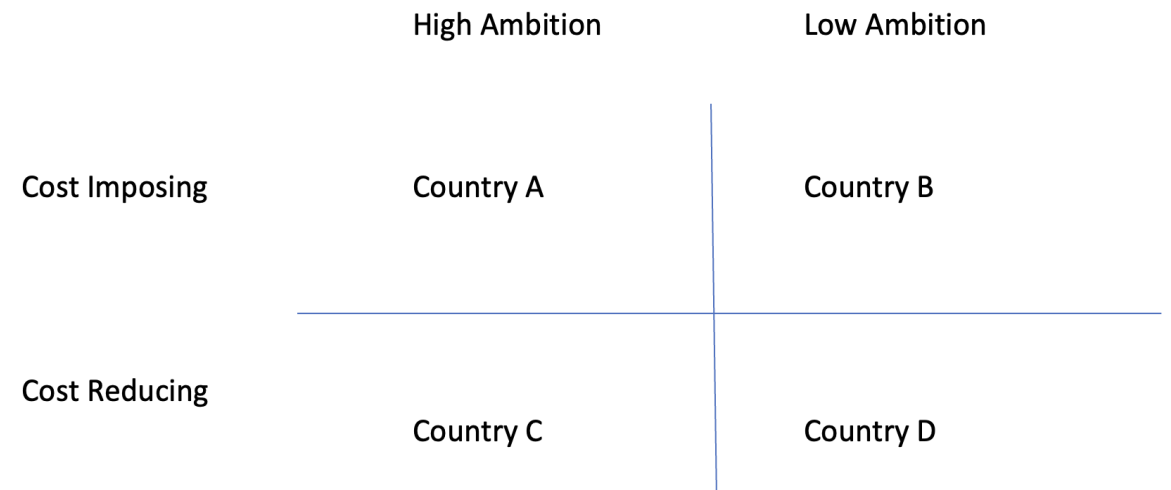 High Ambition Low Ambition
Cost Imposing Country A Country B
Cost Reducing
Country C Country D